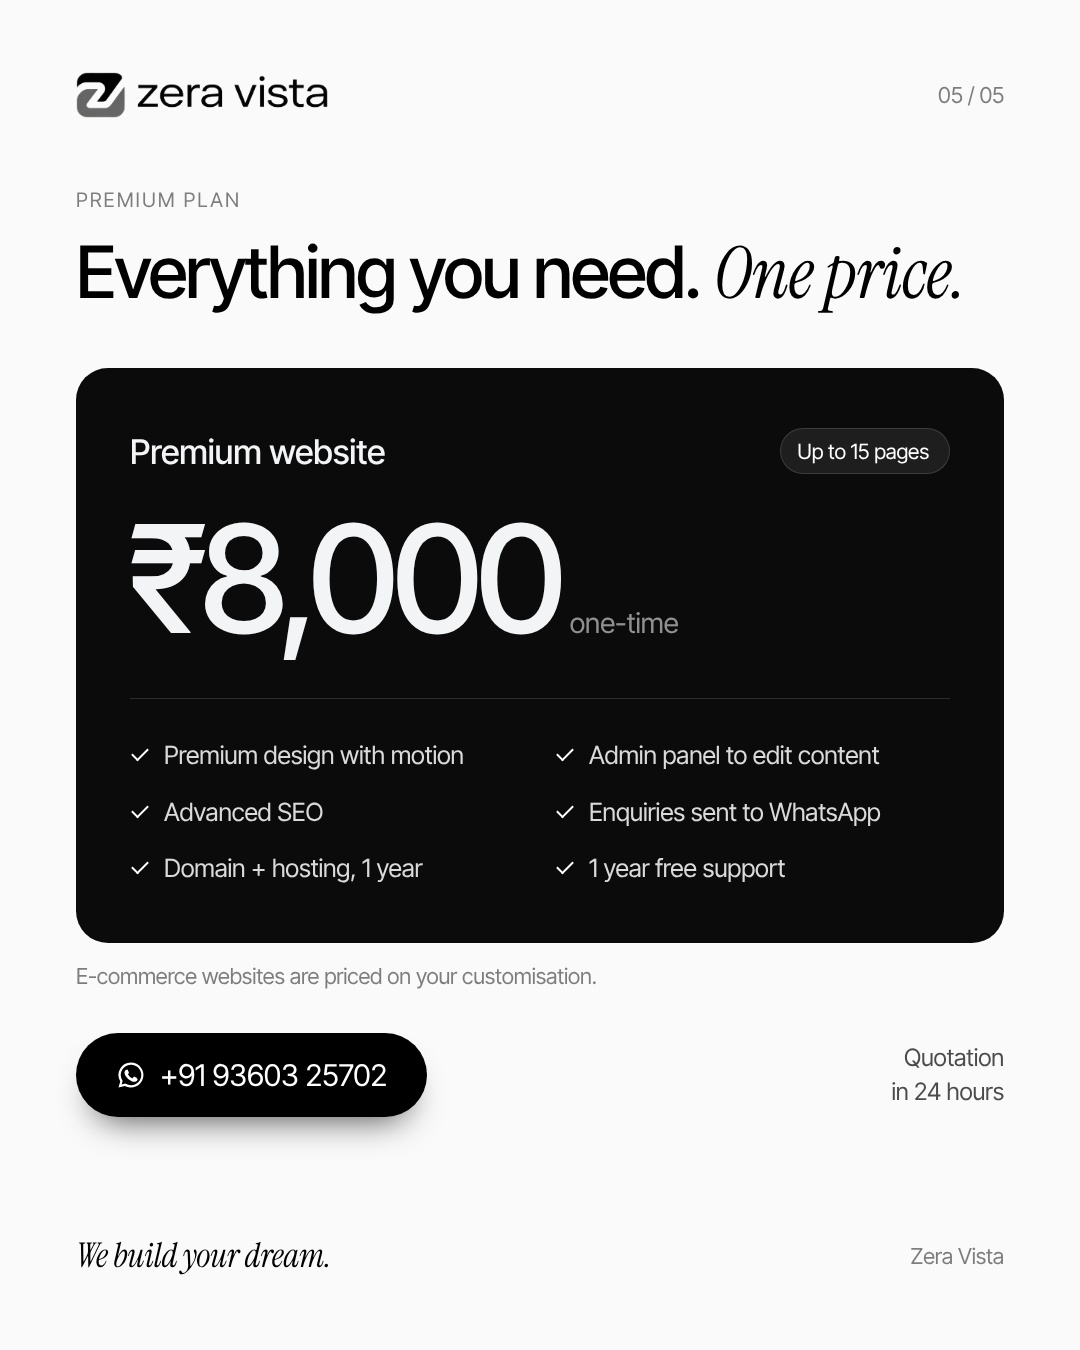 zera vista
05 / 05
PREMIUM PLAN
Everything you need. One price.
Premium website
Up to 15 pages
₹8,000 one-time
Premium design with motion
Admin panel to edit content
Advanced SEO
Enquiries sent to WhatsApp
Domain + hosting, 1 year
1 year free support
E-commerce websites are priced on your customisation.
+91 93603 25702
Quotation
in 24 hours
We build your dream.
Zera Vista